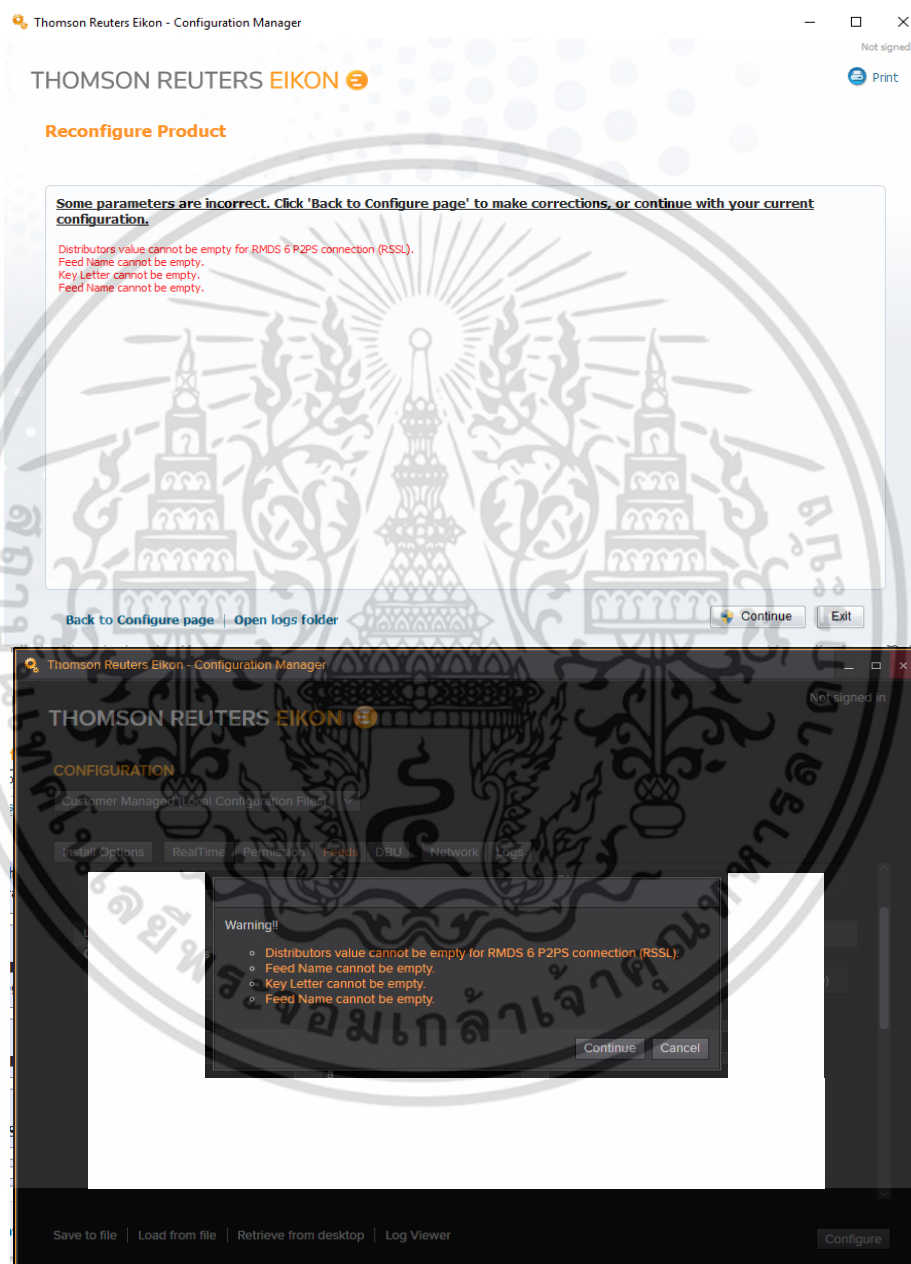 Thomson Reuters Eikon - Configuration Manager
Not signed
THOMSON REUTERS EIKON
Print
Reconfigure Product
Some parameters are incorrect. Click 'Back to Configure page' to make corrections, or continue with your current
configuration.
Distributors value cannot be empty for RMDS 6 P2PS connection (RSSL).
Feed Name cannot be empty.
Key Letter cannot be empty.
Feed Name cannot be empty.
Back to Configure page | Open logs folder
Continue
Exit
Thomson Reuters Eikon - Configuration Manager
Not signed in
THOMSON REUTERS EIKON
CONFIGURATION
Customer Managed (Local Configuration Files)
Install Options RealTime Permission Feeds DBU Network Logs
Warning!!
Distributors value cannot be empty for RMDS 6 P2PS connection (RSSL).
Feed Name cannot be empty.
Key Letter cannot be empty.
Feed Name cannot be empty.
Continue Cancel
Save to file | Load from file | Retrieve from desktop | Log Viewer
Configure